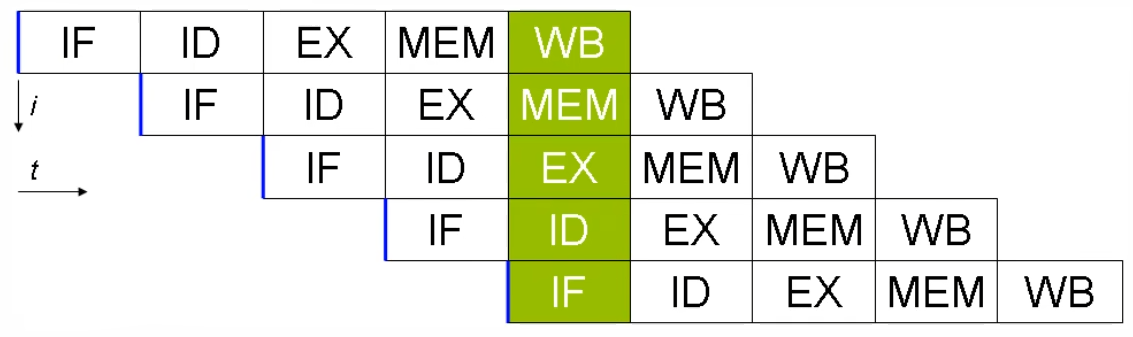 IF ID EX MEM WB
i IF ID EX MEM WB
t IF ID EX MEM WB
IF ID EX MEM WB
IF ID EX MEM WB